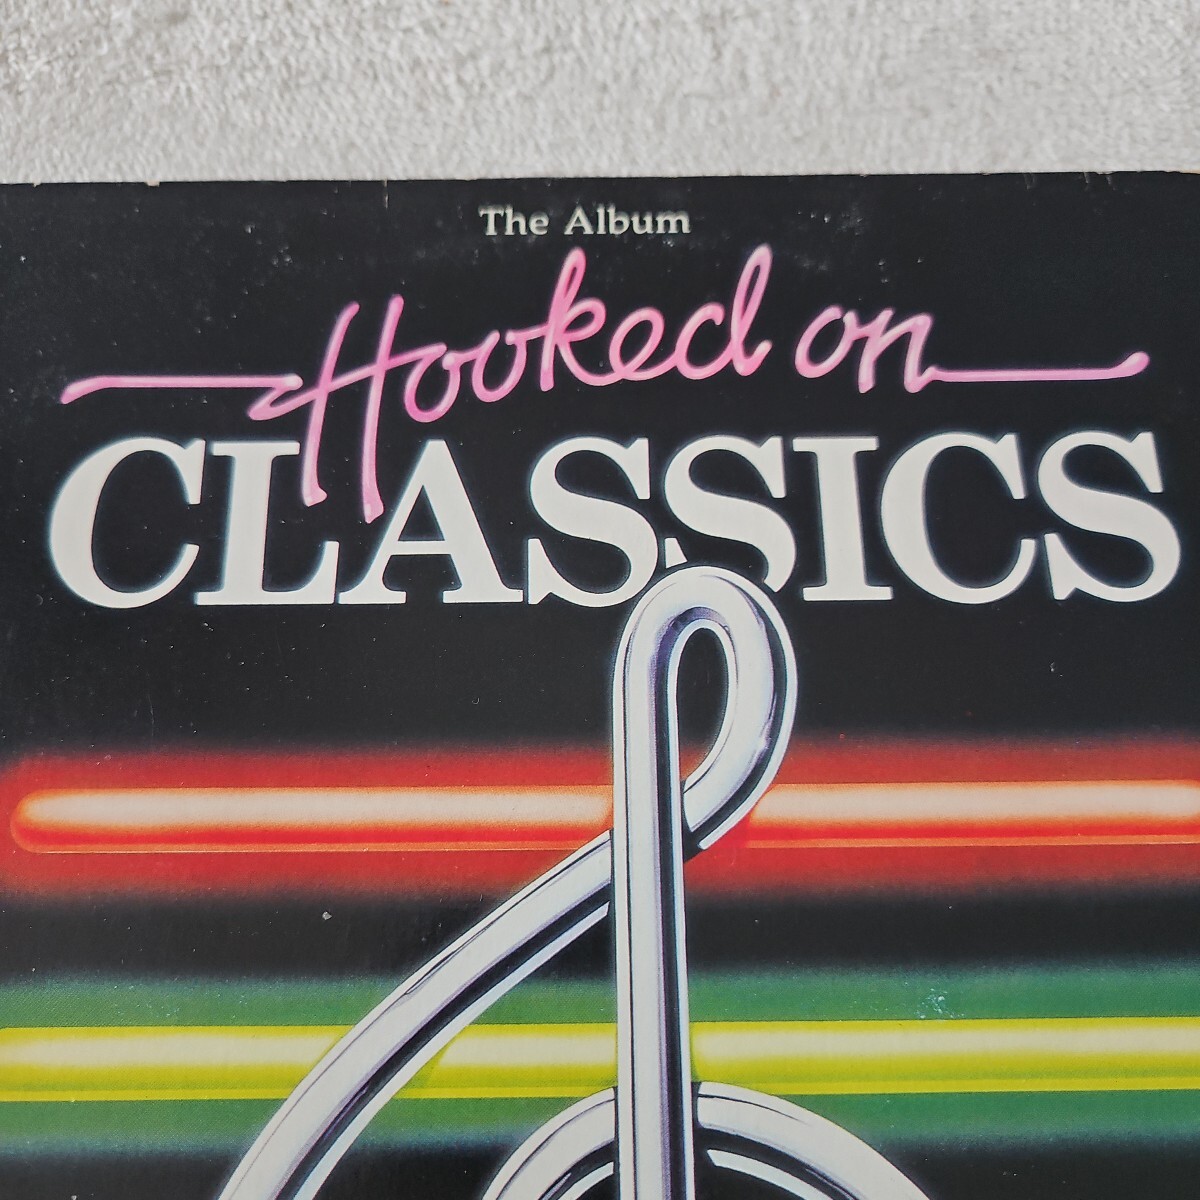 The Album
Hooked on
CLASSICS